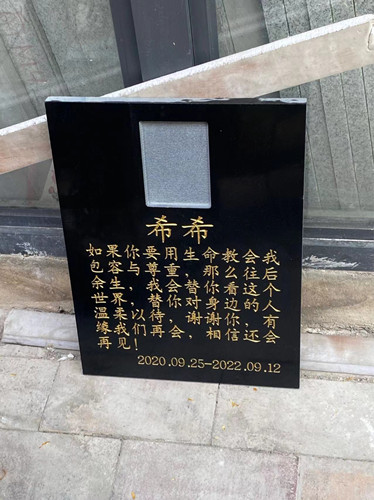 希希
如果你要用生命教会我
包容与尊重，那么往后
余生，我会替你看这个
世界，替你对身边的人
温柔以待，谢谢你，有
缘我们再会，相信还会
再见！
2020.09.25-2022.09.12